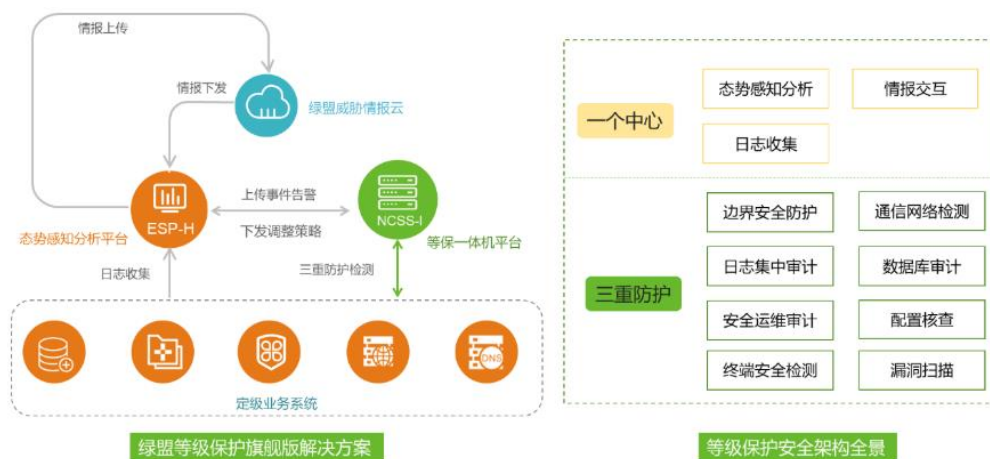 情报上传
情报下发
绿盟威胁情报云
ESP-H
态势感知分析平台
上传事件告警
下发调整策略
NCSS-I
等保一体机平台
日志收集
三重防护检测
DNS
定级业务系统
绿盟等级保护旗舰版解决方案
一个中心
态势感知分析
情报交互
日志收集
三重防护
边界安全防护
通信网络检测
日志集中审计
数据库审计
安全运维审计
配置核查
终端安全检测
漏洞扫描
等级保护安全架构全景